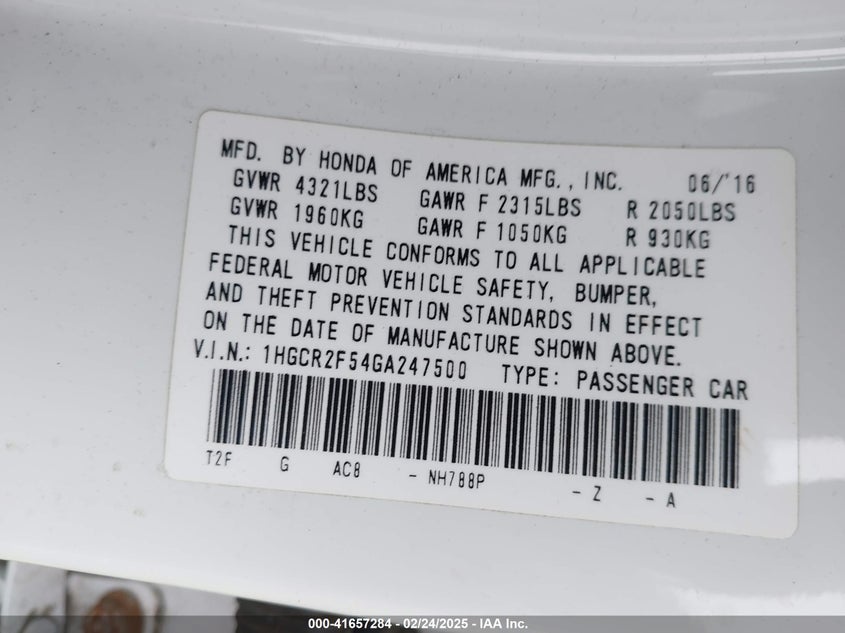 MFD. BY HONDA OF AMERICA MFG., INC. 06/'16
GVWR 4321LBS GAWR F 2315LBS R 2050LBS
GVWR 1960KG GAWR F 1050KG R 930KG
THIS VEHICLE CONFORMS TO ALL APPLICABLE
FEDERAL MOTOR VEHICLE SAFETY, BUMPER,
AND THEFT PREVENTION STANDARDS IN EFFECT
ON THE DATE OF MANUFACTURE SHOWN ABOVE.
V.I.N.: 1HGCR2F54GA247500 TYPE: PASSENGER CAR
T2F G AC8 - NH788P - Z - A
000-41657284 - 02/24/2025 - IAA Inc.